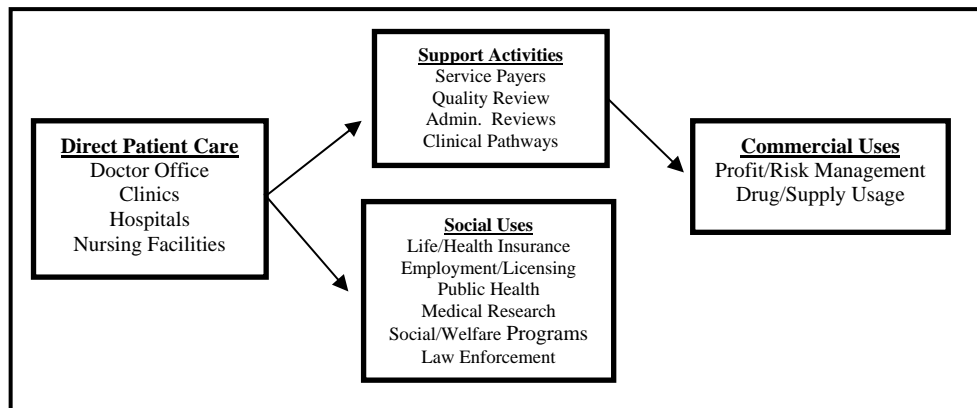 Direct Patient Care
Doctor Office
Clinics
Hospitals
Nursing Facilities
Support Activities
Service Payers
Quality Review
Admin.  Reviews
Clinical Pathways
Social Uses
Life/Health Insurance
Employment/Licensing
Public Health
Medical Research
Social/Welfare Programs
Law Enforcement
Commercial Uses
Profit/Risk Management
Drug/Supply Usage